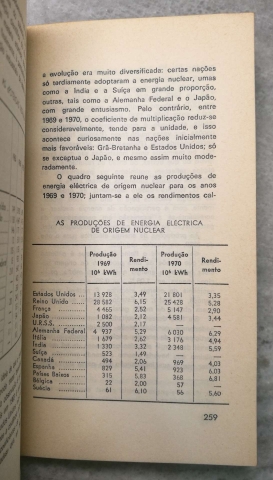 a evolução era muito diversificada: certas nações
só tardiamente adoptaram a energia nuclear, umas
como a Índia e a Suíça em grande proporção,
outras, tais como a Alemanha Federal e o Japão,
com grande entusiasmo. Pelo contrário, entre
1969 e 1970, o coeficiente de multiplicação reduz-se
consideravelmente, tende para a unidade, e isso
acontece curiosamente nas nações inicialmente
mais favoráveis: Grã-Bretanha e Estados Unidos; só
se exceptua o Japão, e mesmo assim muito mode-
radamente.
O quadro seguinte reune as produções de
energia eléctrica de origem nuclear para os anos
1969 e 1970; juntam-se a ele os rendimentos cal-
AS PRODUÇÕES DE ENERGIA ELECTRICA
DE ORIGEM NUCLEAR
Produção 1969 10⁶ kWh Rendi- mento Produção 1970 10⁶ kWh Rendi- mento
Estados Unidos ... 13 928 3,49 21 801 3,35
Reino Unido ........ 28 582 6,15 25 428 5,28
França ........ 4 465 2,52 5 147 2,90
Japão ........ 1 082 2,13 4 581 3,44
U.R.S.S. ........ 2 500 2,17 — —
Alemanha Federal 4 937 5,29 6,29
Itália ........ 1 679 2,62 3 176 4,94
Índia ........ 1 330 3,32 2 348 5,59
Suíça ........ 523 1,49 — —
Canadá ........ 494 2,06 969 4,03
Espanha ........ 829 5,41 923 6,03
Países Baixos ... 315 5,83 368 6,81
Bélgica ........ 22 2,00 57 —
Suécia ........ 61 6,10 56 5,60
259